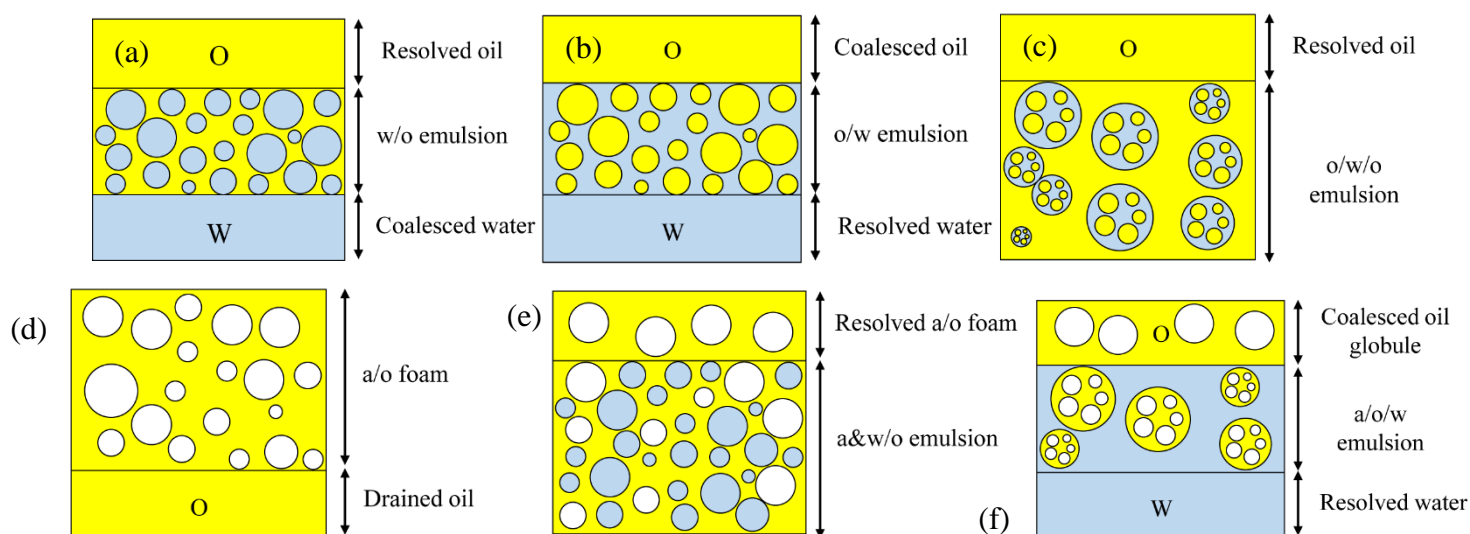 (a)
O
Resolved oil
w/o emulsion
W
Coalesced water
(b)
O
Coalesced oil
o/w emulsion
W
Resolved water
(c)
O
Resolved oil
o/w/o
emulsion
(d)
a/o foam
O
Drained oil
(e)
Resolved a/o foam
a&w/o emulsion
(f)
O
Coalesced oil
globule
a/o/w
emulsion
W
Resolved water